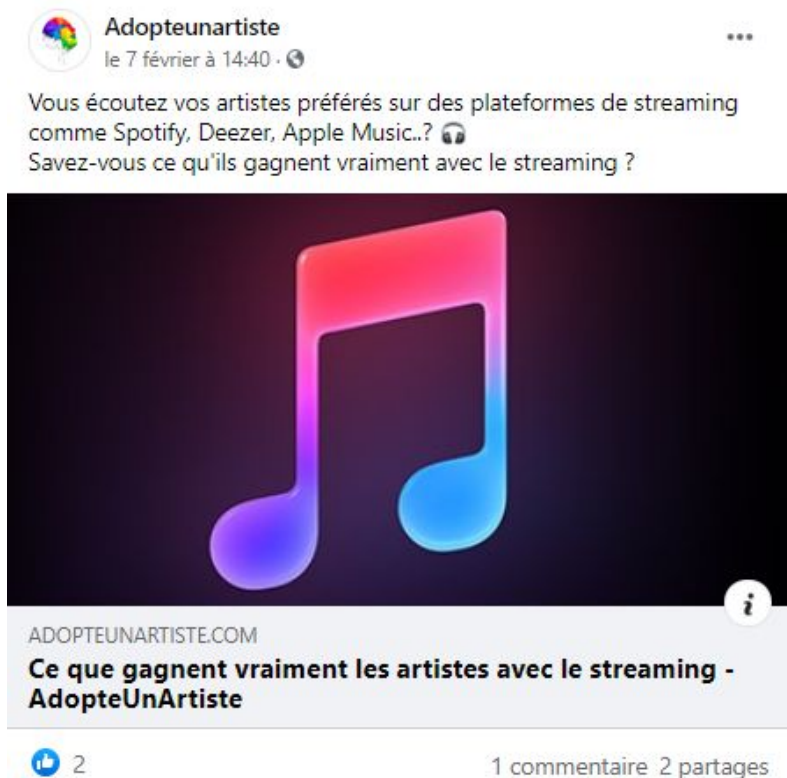 Adopteunartiste
le 7 février à 14:40 ·
Vous écoutez vos artistes préférés sur des plateformes de streaming
comme Spotify, Deezer, Apple Music..? 🎧
Savez-vous ce qu'ils gagnent vraiment avec le streaming ?
i
ADOPTEUNARTISTE.COM
Ce que gagnent vraiment les artistes avec le streaming -
AdopteUnArtiste
2
1 commentaire 2 partages